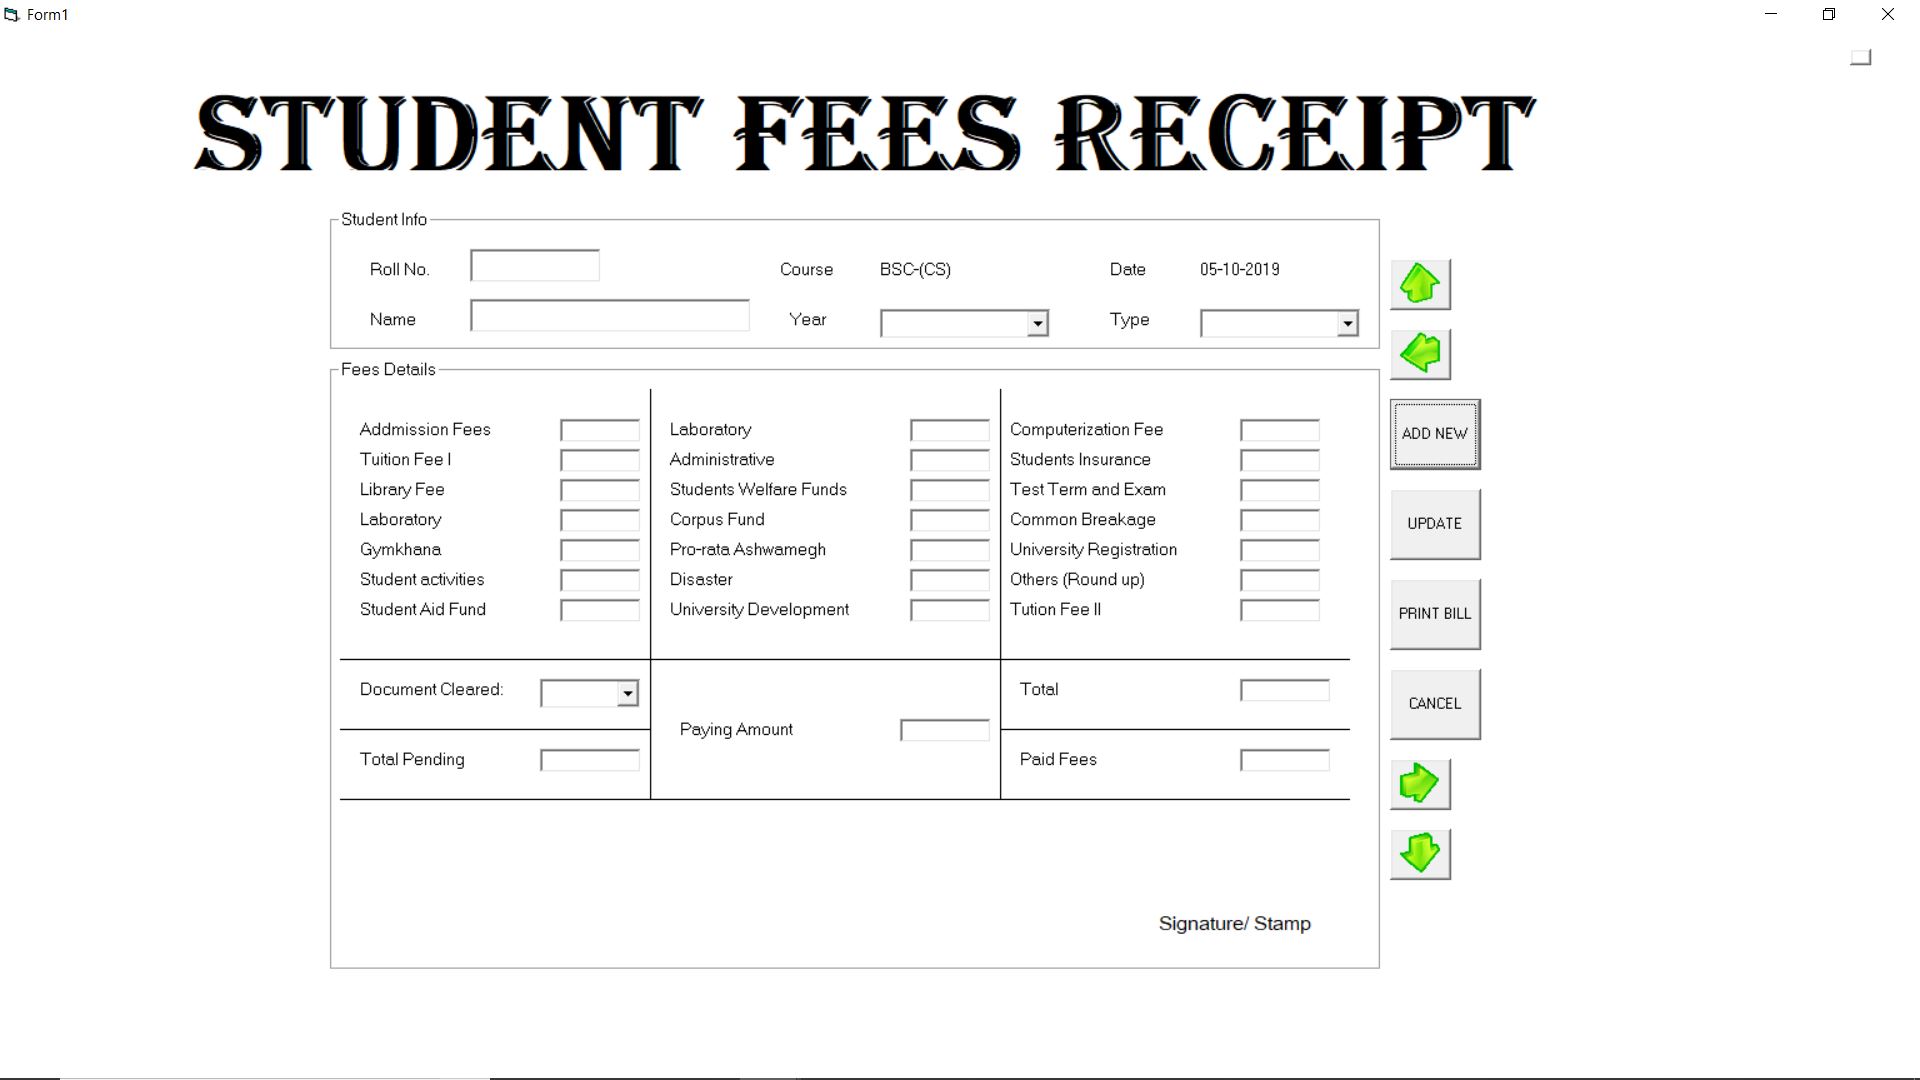 Form1
STUDENT FEES RECEIPT
Student Info
Roll No. Course BSC-(CS) Date 05-10-2019
Name Year Type
Fees Details
Addmission Fees Laboratory Computerization Fee
Tuition Fee I Administrative Students Insurance
Library Fee Students Welfare Funds Test Term and Exam
Laboratory Corpus Fund Common Breakage
Gymkhana Pro-rata Ashwamegh University Registration
Student activities Disaster Others (Round up)
Student Aid Fund University Development Tution Fee II
Document Cleared: Total
Paying Amount
Total Pending Paid Fees
Signature/ Stamp
ADD NEW
UPDATE
PRINT BILL
CANCEL